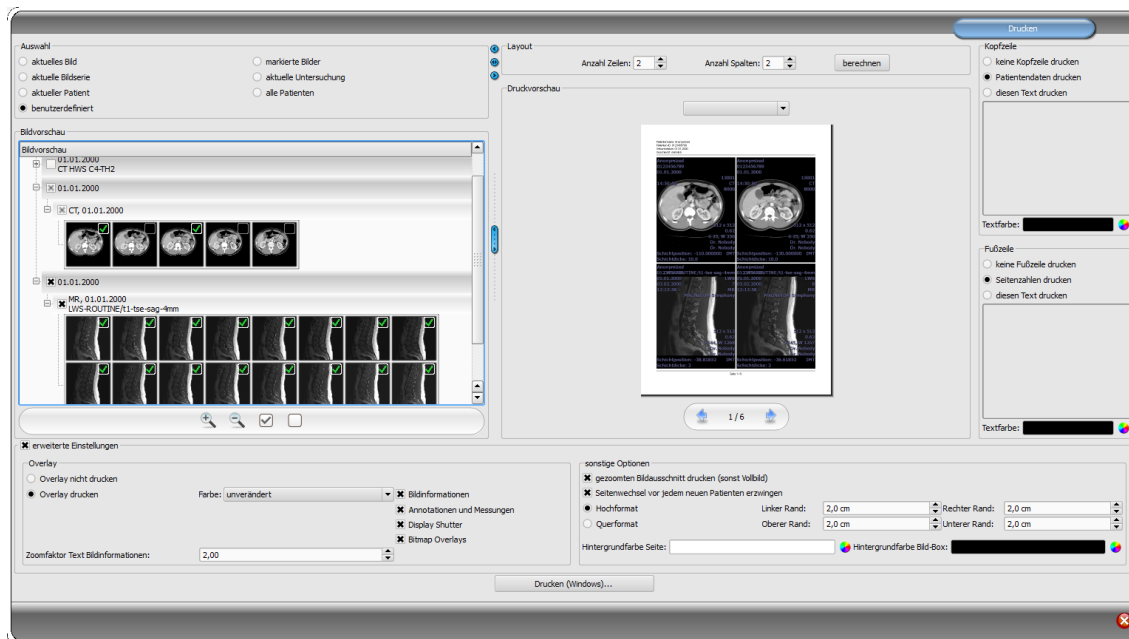 Drucken
Auswahl
aktuelles Bild
markierte Bilder
aktuelle Bildserie
aktuelle Untersuchung
aktueller Patient
alle Patienten
benutzerdefiniert
Bildvorschau
Bildvorschau
01.01.2000
CT HWS C4-TH2
01.01.2000
CT, 01.01.2000
01.01.2000
MR, 01.01.2000
LWS-ROUTINE/t1-tse-sag-4mm
Layout
Anzahl Zeilen: 2
Anzahl Spalten: 2
berechnen
Druckvorschau
Anonymized
0123456789
01.01.2000
Dr. Nobody
1 / 6
Kopfzeile
keine Kopfzeile drucken
Patientendaten drucken
diesen Text drucken
Textfarbe:
Fußzeile
keine Fußzeile drucken
Seitenzahlen drucken
diesen Text drucken
Textfarbe:
erweiterte Einstellungen
Overlay
Overlay nicht drucken
Overlay drucken
Farbe: unverändert
Bildinformationen
Annotationen und Messungen
Display Shutter
Bitmap Overlays
Zoomfaktor Text Bildinformationen: 2,00
sonstige Optionen
gezoomten Bildausschnitt drucken (sonst Vollbild)
Seitenwechsel vor jedem neuen Patienten erzwingen
Hochformat
Linker Rand: 2,0 cm
Rechter Rand: 2,0 cm
Querformat
Oberer Rand: 2,0 cm
Unterer Rand: 2,0 cm
Hintergrundfarbe Seite:
Hintergrundfarbe Bild-Box:
Drucken (Windows)...